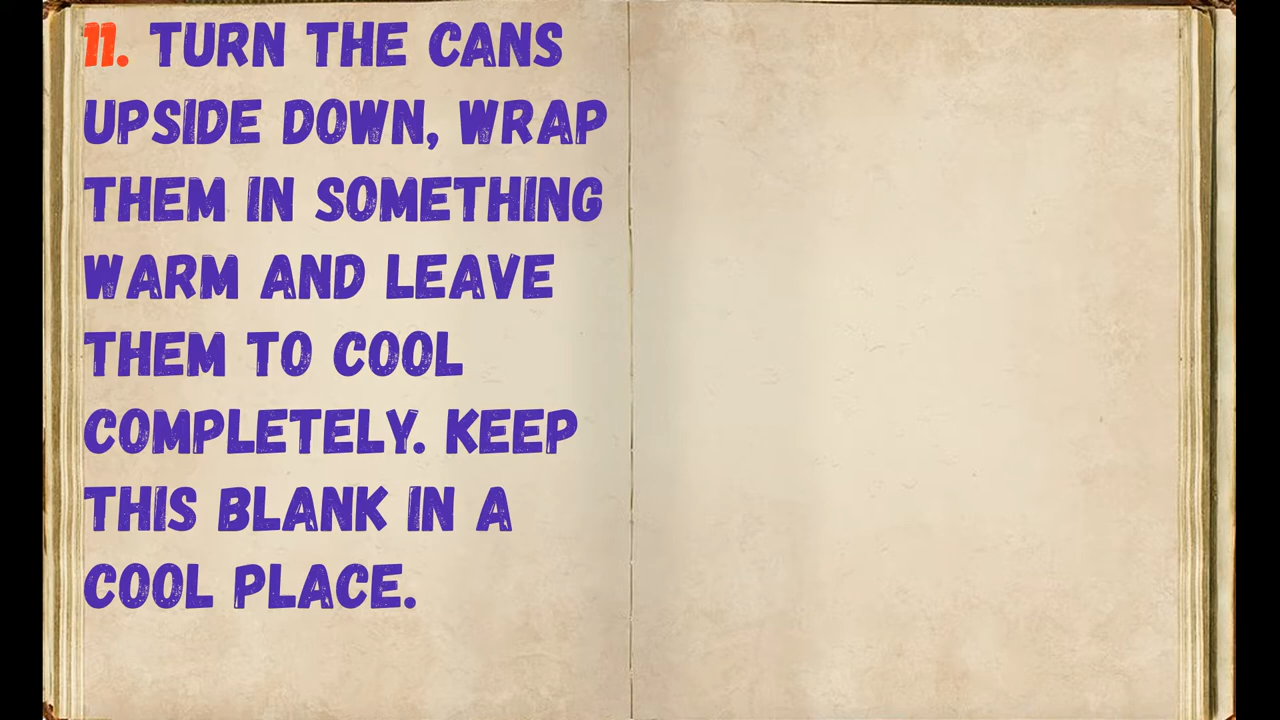 11. TURN THE CANS
UPSIDE DOWN, WRAP
THEM IN SOMETHING
WARM AND LEAVE
THEM TO COOL
COMPLETELY. KEEP
THIS BLANK IN A
COOL PLACE.